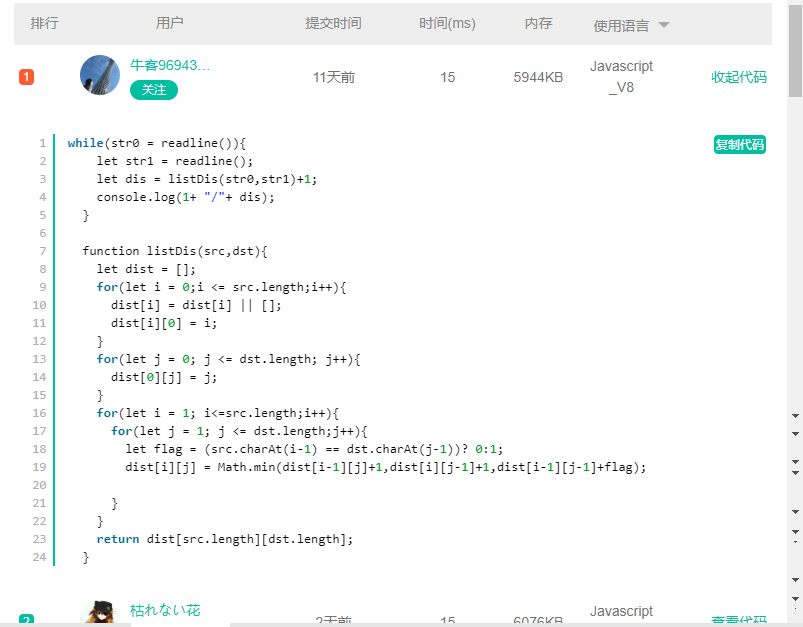 排行 用户 提交时间 时间(ms) 内存 使用语言
1 牛客96943... 11天前 15 5944KB Javascript_V8 收起代码
关注
复制代码
1 while(str0 = readline()){
2     let str1 = readline();
3     let dis = listDis(str0,str1)+1;
4     console.log(1+ "/"+ dis);
5   }
6
7   function listDis(src,dst){
8     let dist = [];
9     for(let i = 0;i <= src.length;i++){
10       dist[i] = dist[i] || [];
11       dist[i][0] = i;
12     }
13     for(let j = 0; j <= dst.length; j++){
14       dist[0][j] = j;
15     }
16     for(let i = 1; i<=src.length;i++){
17       for(let j = 1; j <= dst.length;j++){
18         let flag = (src.charAt(i-1) == dst.charAt(j-1))? 0:1;
19         dist[i][j] = Math.min(dist[i-1][j]+1,dist[i][j-1]+1,dist[i-1][j-1]+flag);
20
21       }
22     }
23     return dist[src.length][dst.length];
24   }
2 枯れない花 2天前 15 6076KB Javascript 查看代码